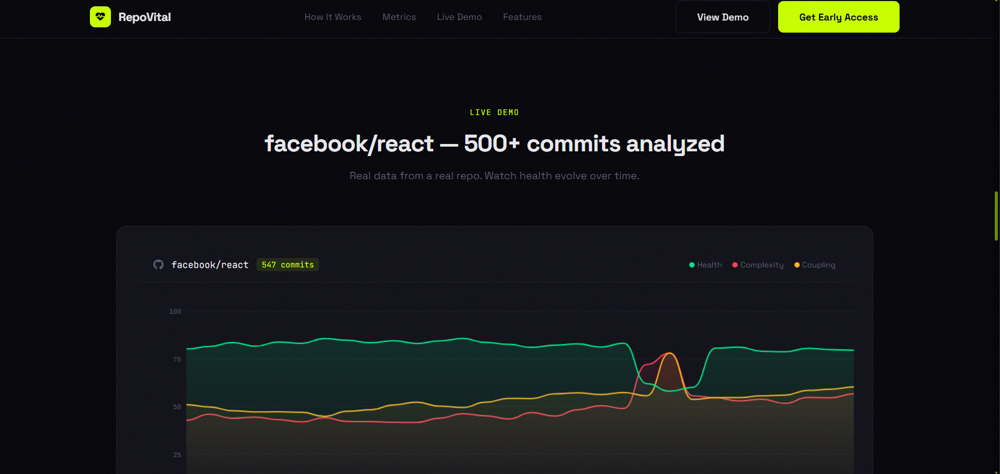 RepoVital
How It Works
Metrics
Live Demo
Features
View Demo
Get Early Access
LIVE DEMO
facebook/react — 500+ commits analyzed
Real data from a real repo. Watch health evolve over time.
facebook/react
547 commits
Health
Complexity
Coupling
100
75
50
25